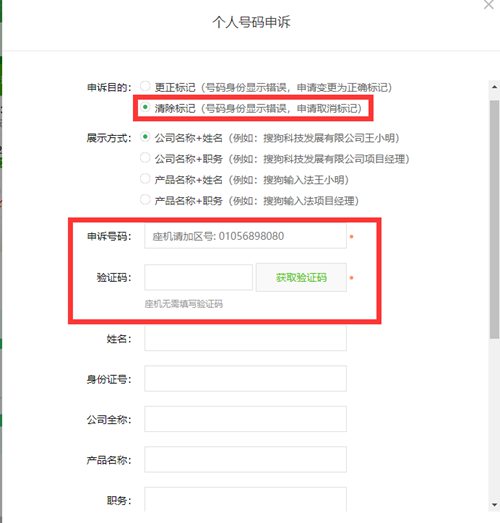 个人号码申诉
申诉目的： 更正标记（号码身份显示错误，申请变更为正确标记）
清除标记（号码身份显示错误，申请取消标记）
展示方式： 公司名称+姓名（例如：搜狗科技发展有限公司王小明）
公司名称+职务（例如：搜狗科技发展有限公司项目经理）
产品名称+姓名（例如：搜狗输入法王小明）
产品名称+职务（例如：搜狗输入法项目经理）
申诉号码： 座机请加区号: 01056898080 *
验证码： 获取验证码 *
座机无需填写验证码
姓名：
身份证号：
公司全称：
产品名称：
职务：